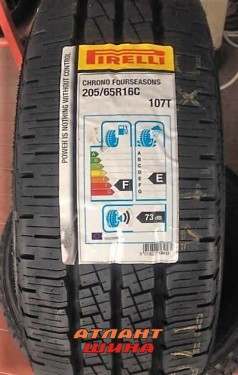 POWER IS NOTHING WITHOUT CONTROL
PIRELLI
CHRONO FOURSEASONS
205/65R16C
107T
A
B
C
D
E
F
G
F
E
73 dB
АТЛАНТ
ШИНА